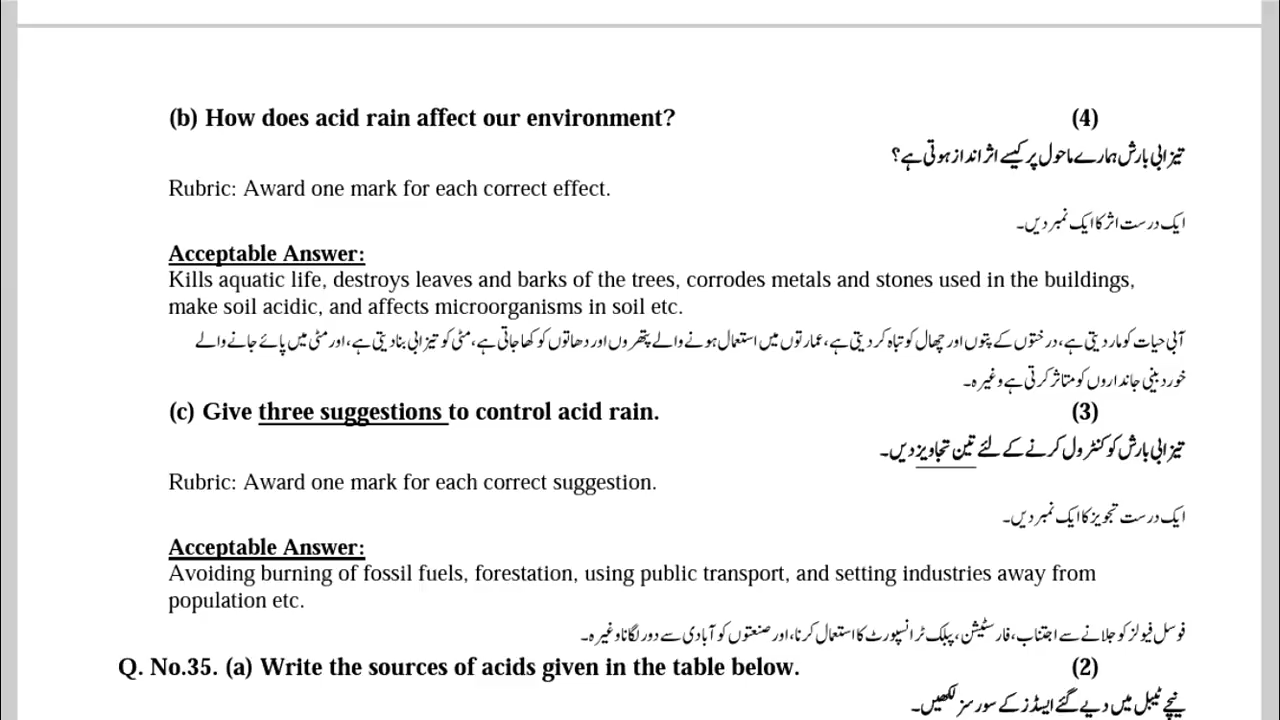 (b) How does acid rain affect our environment? (4)
تیزابی بارش ہمارے ماحول پر کیسے اثر انداز ہوتی ہے؟
Rubric: Award one mark for each correct effect.
ایک درست اثر کا ایک نمبر دیں۔
Acceptable Answer:
Kills aquatic life, destroys leaves and barks of the trees, corrodes metals and stones used in the buildings,
make soil acidic, and affects microorganisms in soil etc.
آبی حیات کو مار دیتی ہے، درختوں کے پتوں اور چھال کو تباہ کر دیتی ہے، عمارتوں میں استعمال ہونے والے پتھروں اور دھاتوں کو کھا جاتی ہے، مٹی کو تیزابی بنا دیتی ہے، اور مٹی میں پائے جانے والے
خوردبینی جانداروں کو متاثر کرتی ہے وغیرہ۔
(c) Give three suggestions to control acid rain. (3)
تیزابی بارش کو کنٹرول کرنے کے لئے تین تجاویز دیں۔
Rubric: Award one mark for each correct suggestion.
ایک درست تجویز کا ایک نمبر دیں۔
Acceptable Answer:
Avoiding burning of fossil fuels, forestation, using public transport, and setting industries away from
population etc.
فوسل فیولز کو جلانے سے اجتناب، فارسٹیشن، پبلک ٹرانسپورٹ کا استعمال کرنا، اور صنعتوں کو آبادی سے دور لگانا وغیرہ۔
Q. No.35. (a) Write the sources of acids given in the table below. (2)
نیچے ٹیبل میں دیے گئے ایسڈز کے سورسز لکھیں۔